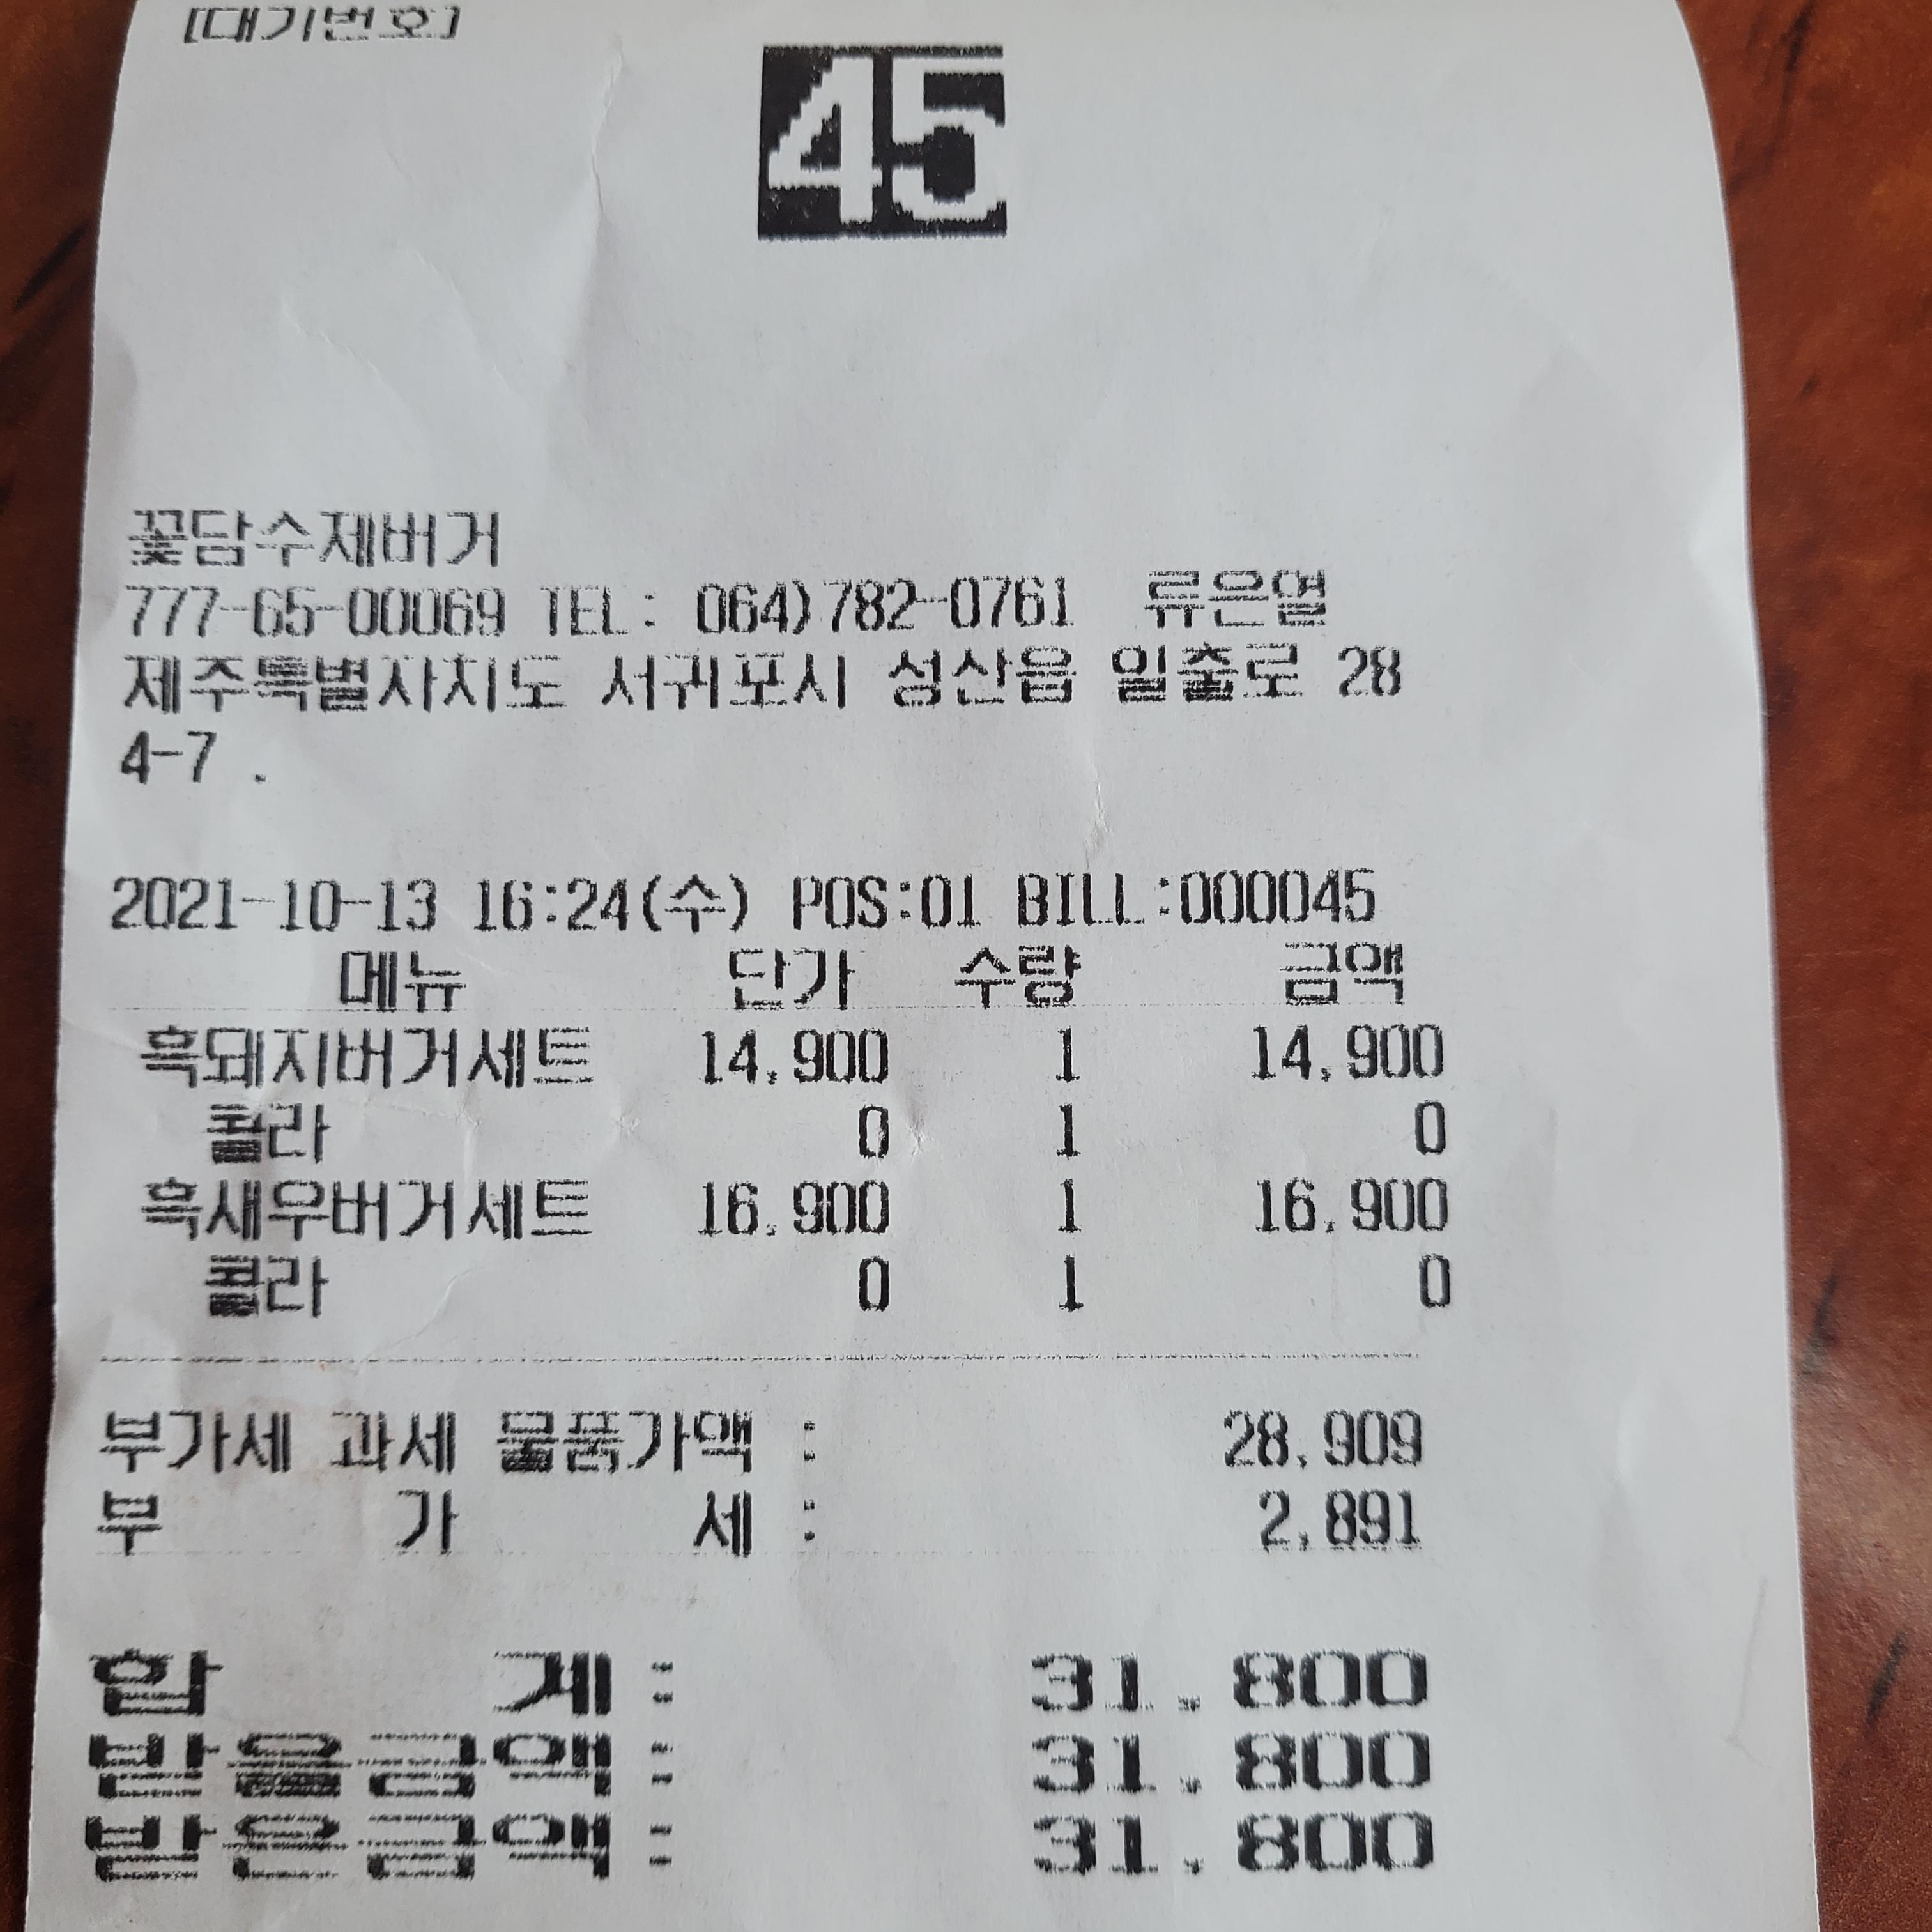 [대기번호]
45
꽃담수제버거
777-65-00069 TEL: 064)782-0761 류은열
제주특별자치도 서귀포시 성산읍 일출로 28
4-7 .
2021-10-13 16:24(수) POS:01 BILL:000045
메뉴 단가 수량 금액
흑돼지버거세트 14,900 1 14,900
콜라 0 1 0
흑새우버거세트 16,900 1 16,900
콜라 0 1 0
부가세 과세 물품가액 : 28,909
부 가 세 : 2,891
합 계 : 31,800
받을금액 : 31,800
받은금액 : 31,800